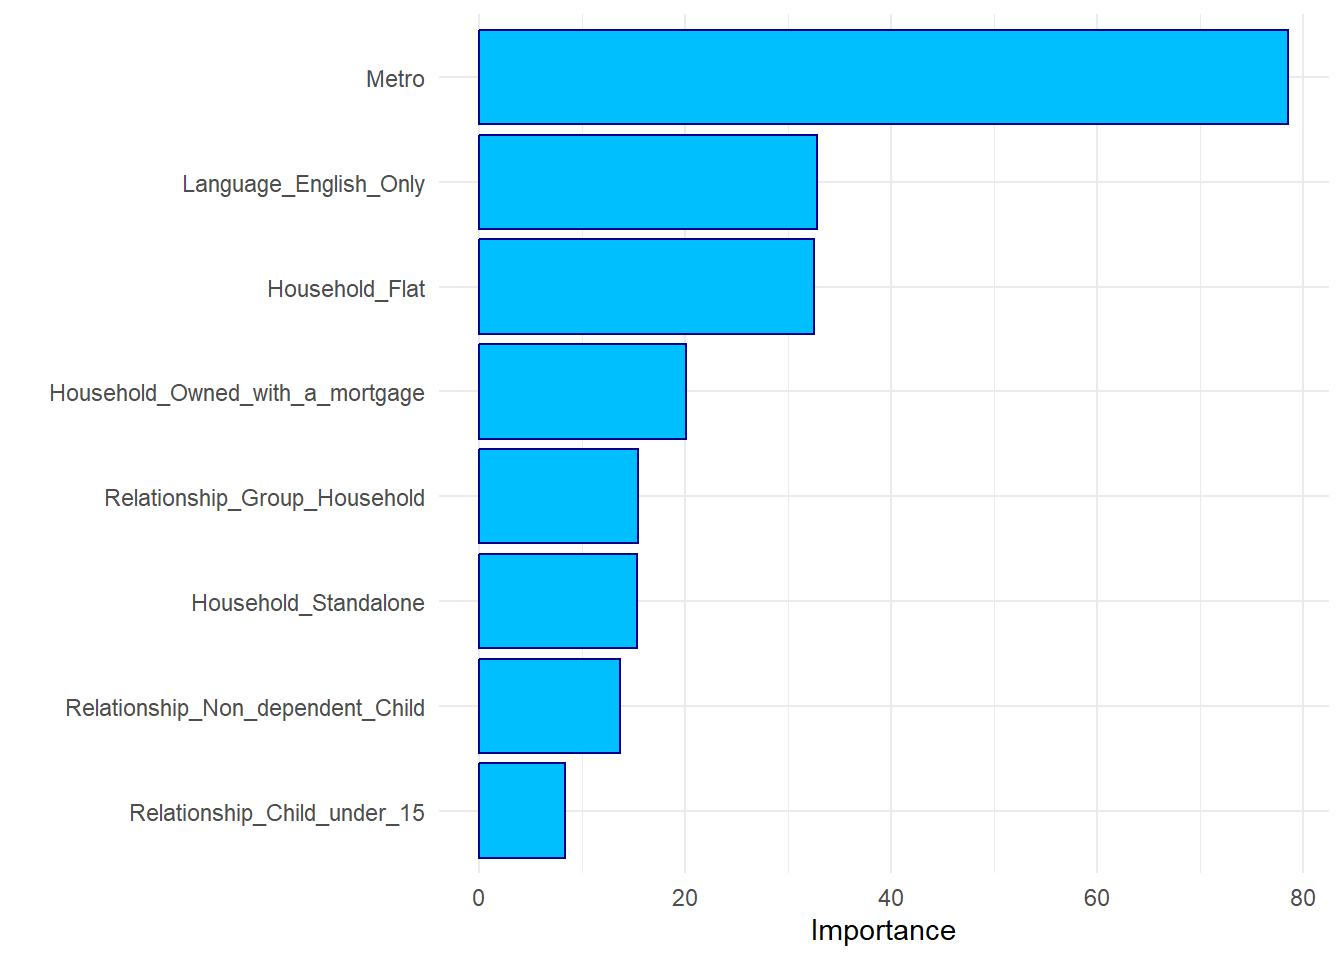 Metro
Language_English_Only
Household_Flat
Household_Owned_with_a_mortgage
Relationship_Group_Household
Household_Standalone
Relationship_Non_dependent_Child
Relationship_Child_under_15
0 20 40 60 80
Importance